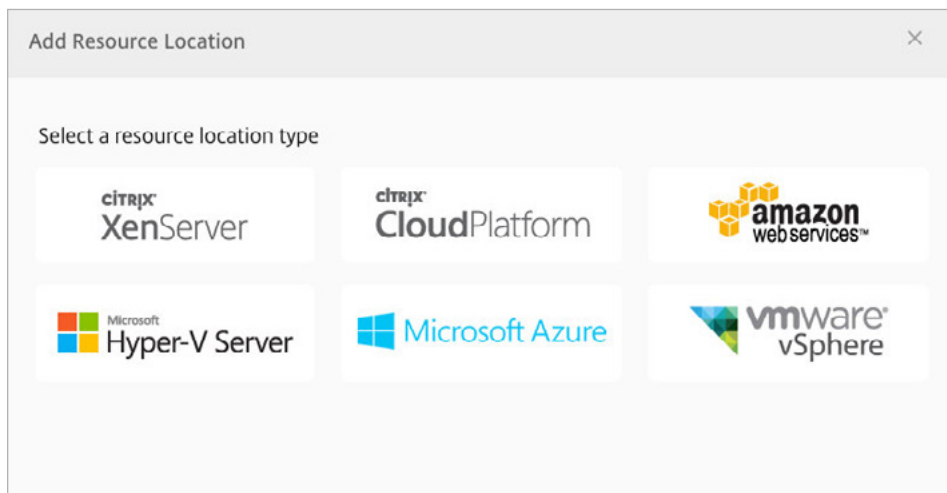 Add Resource Location
Select a resource location type
CiTRIX®
XenServer
CiTRIX®
CloudPlatform
amazon
web services™
Microsoft
Hyper-V Server
Microsoft Azure
vmware®
vSphere